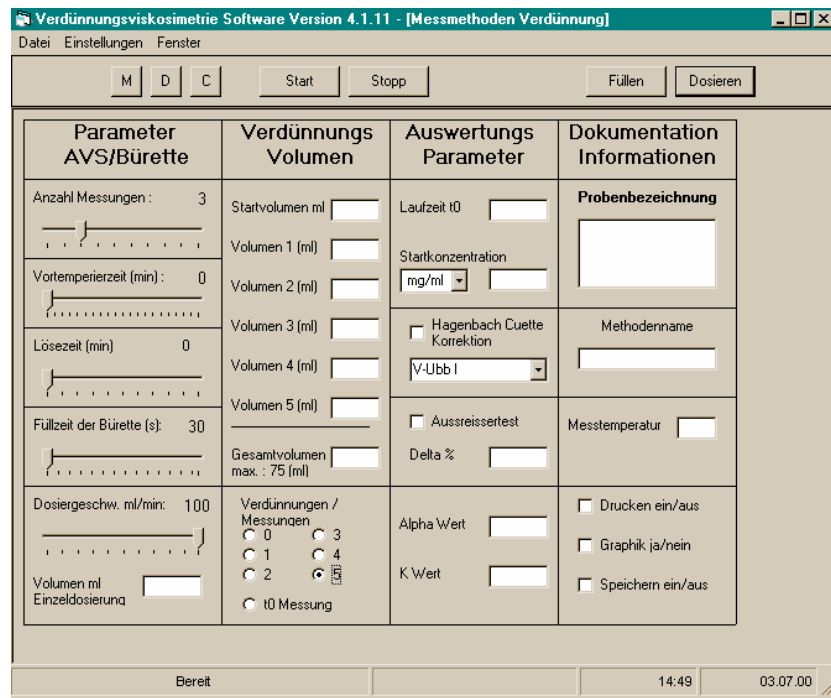 Verdünnungsviskosimetrie Software Version 4.1.11 - [Messmethoden Verdünnung]
Datei Einstellungen Fenster
M D C Start Stopp Füllen Dosieren
Parameter
AVS/Bürette
Anzahl Messungen : 3
Vortemperierzeit (min) : 0
Lösezeit (min) 0
Füllzeit der Bürette (s): 30
Dosiergeschw. ml/min: 100
Volumen ml
Einzeldosierung
Verdünnungs
Volumen
Startvolumen ml
Volumen 1 (ml)
Volumen 2 (ml)
Volumen 3 (ml)
Volumen 4 (ml)
Volumen 5 (ml)
Gesamtvolumen
max. : 75 (ml)
Verdünnungen /
Messungen
0 3
1 4
2 5
t0 Messung
Auswertungs
Parameter
Laufzeit t0
Startkonzentration
mg/ml
Hagenbach Cuette
Korrektion
V-Ubb I
Aussreissertest
Delta %
Alpha Wert
K Wert
Dokumentation
Informationen
Probenbezeichnung
Methodenname
Messtemperatur
Drucken ein/aus
Graphik ja/nein
Speichern ein/aus
Bereit 14:49 03.07.00